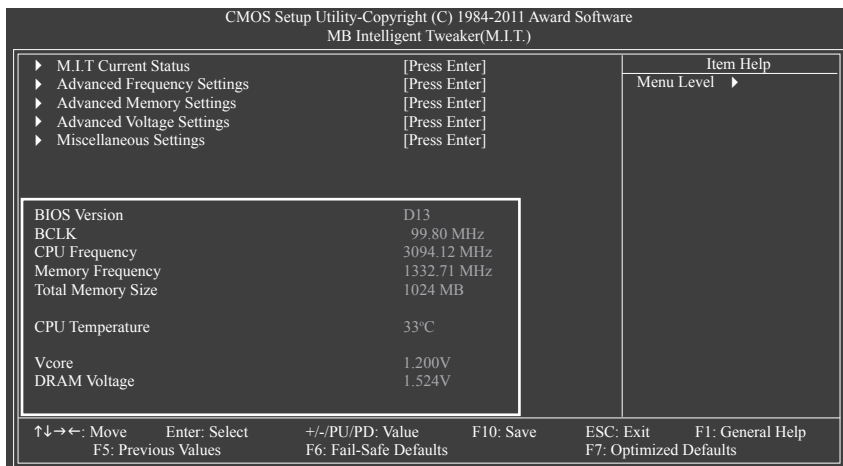 CMOS Setup Utility-Copyright (C) 1984-2011 Award Software
MB Intelligent Tweaker(M.I.T.)
▶ M.I.T Current Status [Press Enter]
▶ Advanced Frequency Settings [Press Enter]
▶ Advanced Memory Settings [Press Enter]
▶ Advanced Voltage Settings [Press Enter]
▶ Miscellaneous Settings [Press Enter]
Item Help
Menu Level ▶
BIOS Version D13
BCLK 99.80 MHz
CPU Frequency 3094.12 MHz
Memory Frequency 1332.71 MHz
Total Memory Size 1024 MB
CPU Temperature 33°C
Vcore 1.200V
DRAM Voltage 1.524V
↑↓→←: Move Enter: Select +/-/PU/PD: Value F10: Save ESC: Exit F1: General Help
F5: Previous Values F6: Fail-Safe Defaults F7: Optimized Defaults